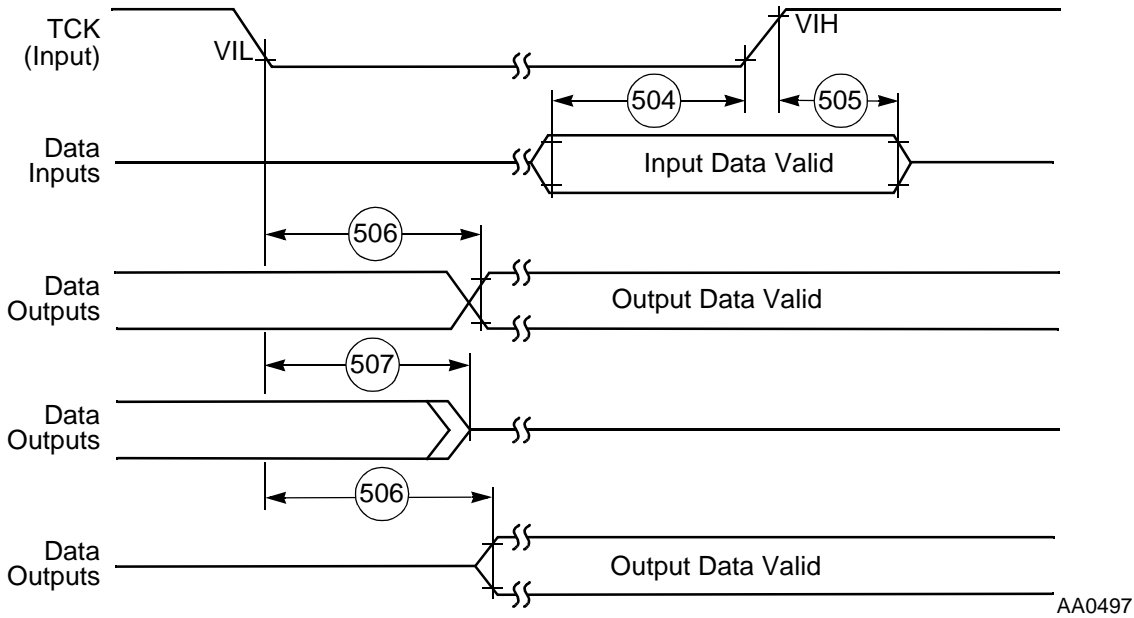 TCK
(Input)
VIL
VIH
504
505
Data
Inputs
Input Data Valid
506
Data
Outputs
Output Data Valid
507
Data
Outputs
506
Data
Outputs
Output Data Valid
AA0497